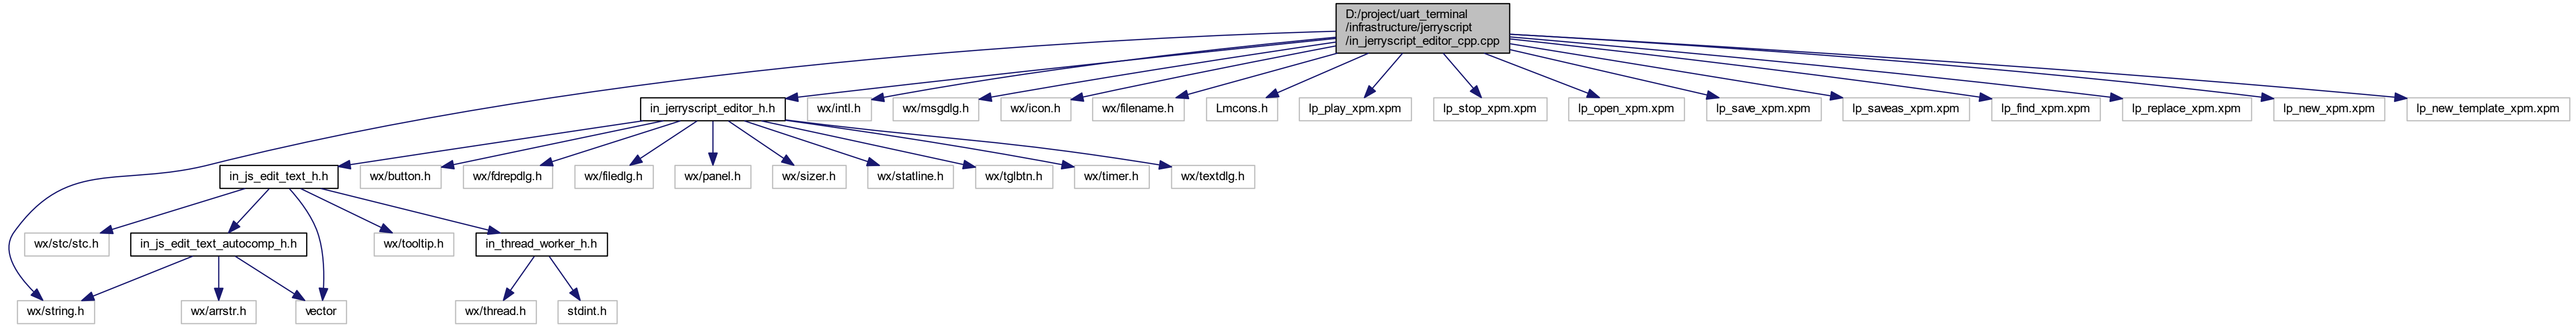 D:/project/uart_terminal
/infrastructure/jerryscript
/in_jerryscript_editor_cpp.cpp
in_jerryscript_editor_h.h
wx/intl.h
wx/msgdlg.h
wx/icon.h
wx/filename.h
Lmcons.h
lp_play_xpm.xpm
lp_stop_xpm.xpm
lp_open_xpm.xpm
lp_save_xpm.xpm
lp_saveas_xpm.xpm
lp_find_xpm.xpm
lp_replace_xpm.xpm
lp_new_xpm.xpm
lp_new_template_xpm.xpm
in_js_edit_text_h.h
wx/button.h
wx/fdrepdlg.h
wx/filedlg.h
wx/panel.h
wx/sizer.h
wx/statline.h
wx/tglbtn.h
wx/timer.h
wx/textdlg.h
wx/stc/stc.h
in_js_edit_text_autocomp_h.h
wx/tooltip.h
in_thread_worker_h.h
wx/string.h
wx/arrstr.h
vector
wx/thread.h
stdint.h